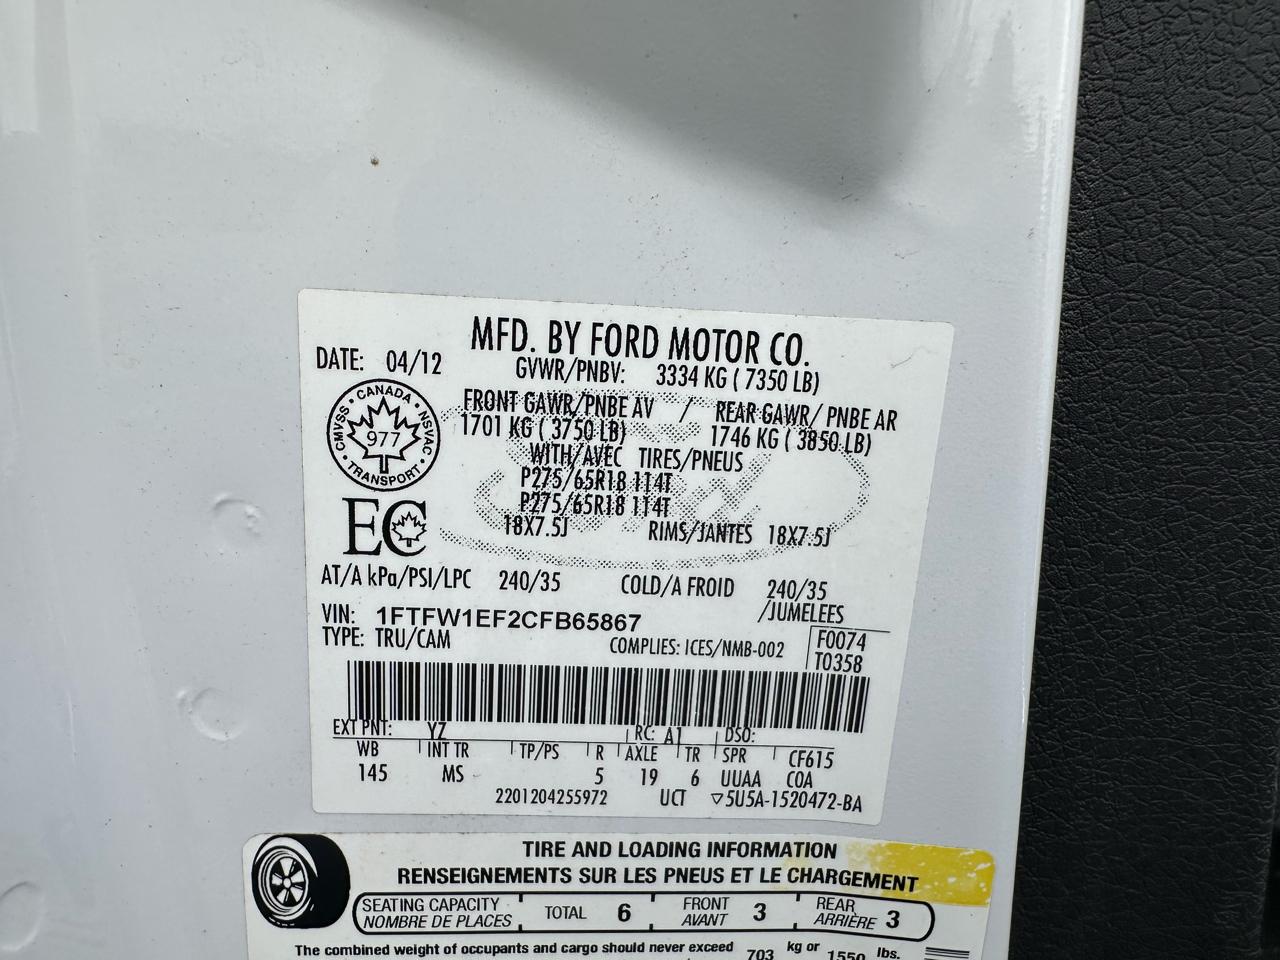 MFD. BY FORD MOTOR CO.
DATE: 04/12
GVWR/PNBV: 3334 KG ( 7350 LB)
FRONT GAWR/PNBE AV / REAR GAWR/ PNBE AR
1701 KG ( 3750 LB) 1746 KG ( 3850 LB)
WITH/AVEC TIRES/PNEUS
P275/65R18 114T
P275/65R18 114T
18X7.5J RIMS/JANTES 18X7.5J
CMVSS • CANADA • NSVAC • TRANSPORT •
977
EC
AT/A kPa/PSI/LPC 240/35 COLD/A FROID 240/35
/JUMELEES
VIN: 1FTFW1EF2CFB65867
TYPE: TRU/CAM COMPLIES: ICES/NMB-002
F0074
T0358
EXT PNT: YZ RC: A1 DSO:
WB INT TR TP/PS R AXLE TR SPR CF615
145 MS 5 19 6 UUAA COA
2201204255972 UCT ▽5U5A-1520472-BA
TIRE AND LOADING INFORMATION
RENSEIGNEMENTS SUR LES PNEUS ET LE CHARGEMENT
SEATING CAPACITY
NOMBRE DE PLACES
TOTAL 6
FRONT
AVANT 3
REAR
ARRIÈRE 3
The combined weight of occupants and cargo should never exceed 703 kg or 1550 lbs.